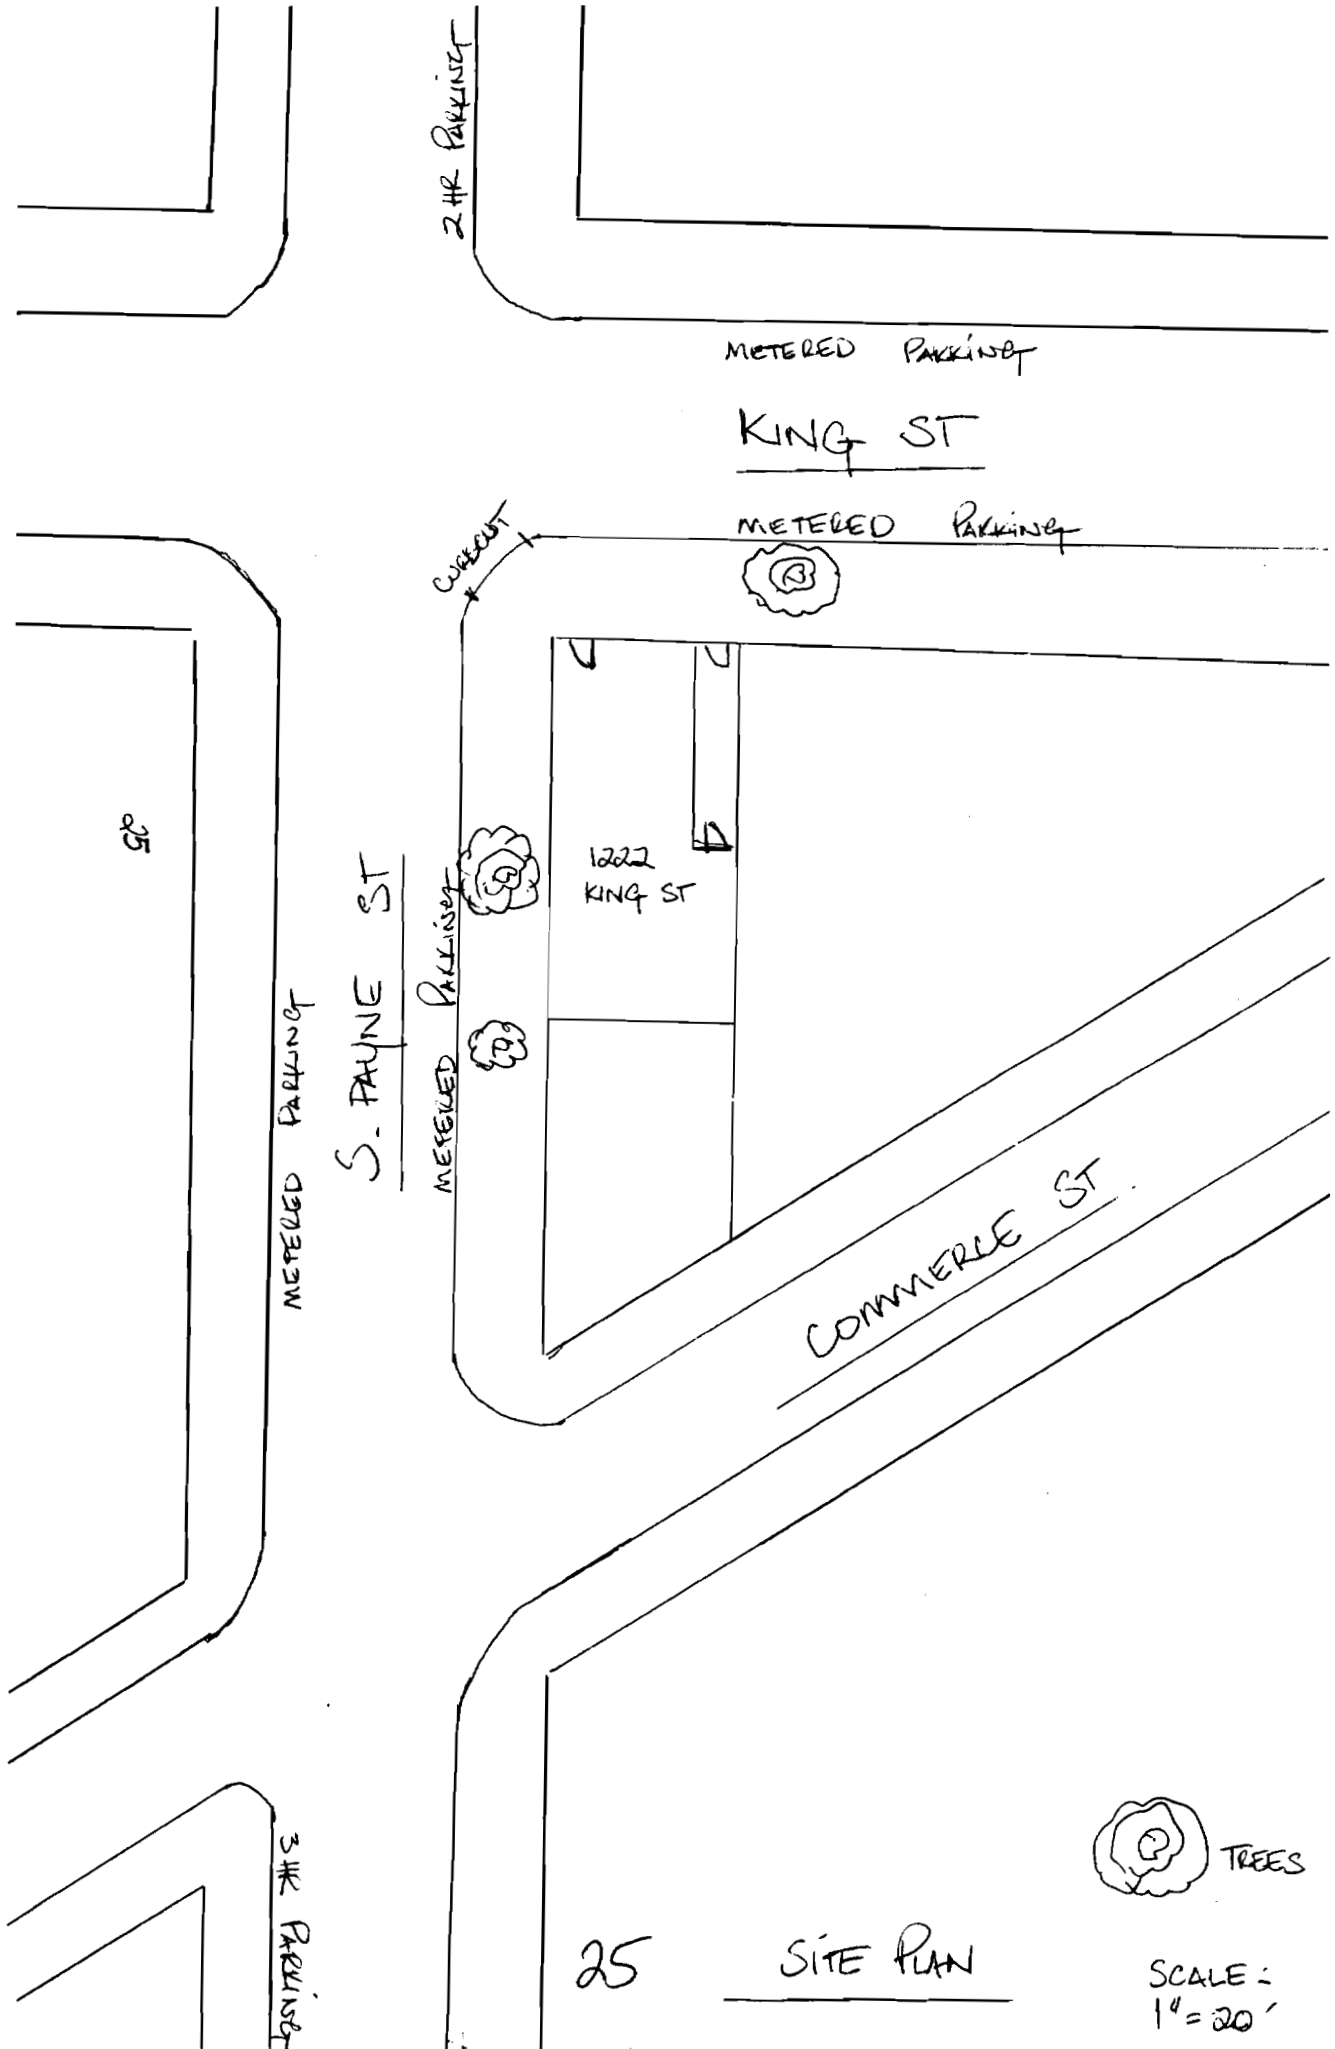 2 HR PARKING
METERED PARKING
KING ST
METERED PARKING
CURBCUT
25
1222
KING ST
S. PAYNE ST
METERED PARKING
METERED PARKING
COMMERCE ST
3 HR PARKING
TREES
25
SITE PLAN
SCALE:
1" = 20'